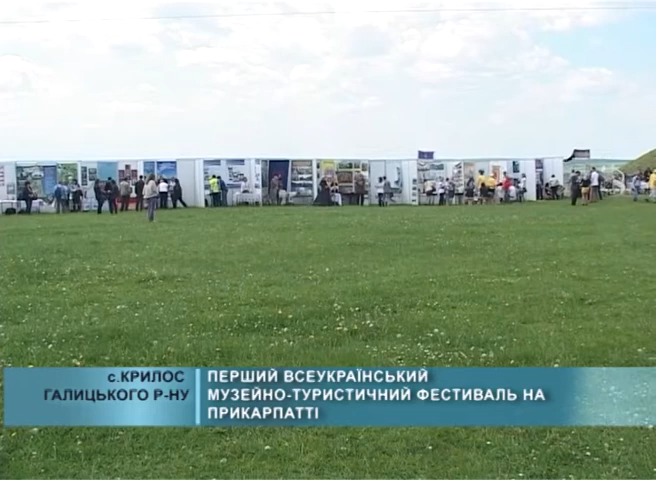 с.КРИЛОС
ГАЛИЦЬКОГО Р-НУ
ПЕРШИЙ ВСЕУКРАЇНСЬКИЙ
МУЗЕЙНО-ТУРИСТИЧНИЙ ФЕСТИВАЛЬ НА
ПРИКАРПАТТІ